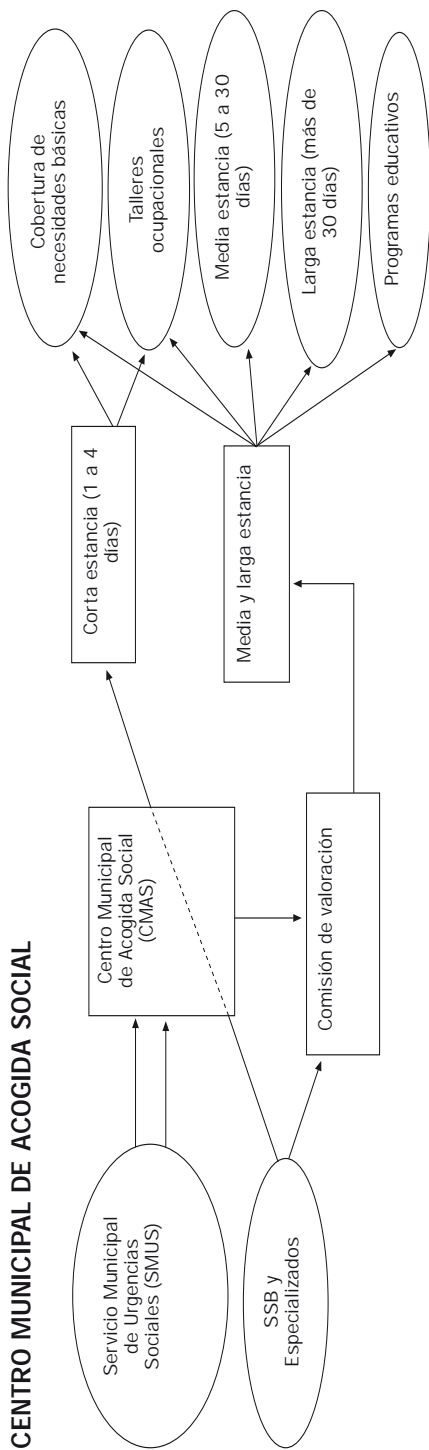 CENTRO MUNICIPAL DE ACOGIDA SOCIAL
Servicio Municipal
de Urgencias
Sociales (SMUS)
SSB y
Especializados
Centro Municipal
de Acogida Social
(CMAS)
Comisión de valoración
Corta estancia (1 a 4
días)
Media y larga estancia
Cobertura de
necesidades básicas
Talleres
ocupacionales
Media estancia (5 a 30
días)
Larga estancia (más de
30 días)
Programas educativos